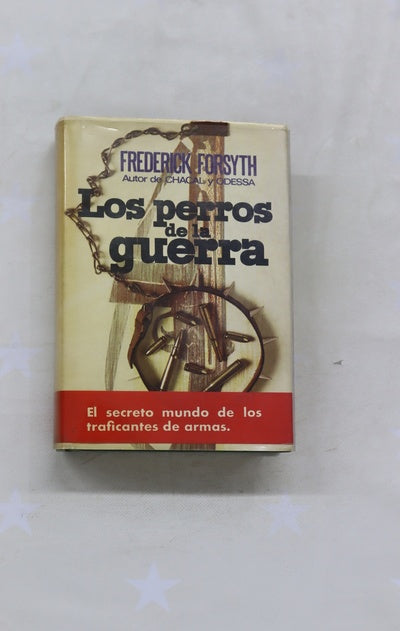 FREDERICK FORSYTH
Autor de CHACAL y ODESSA
Los perros
de la
guerra
El secreto mundo de los
traficantes de armas.